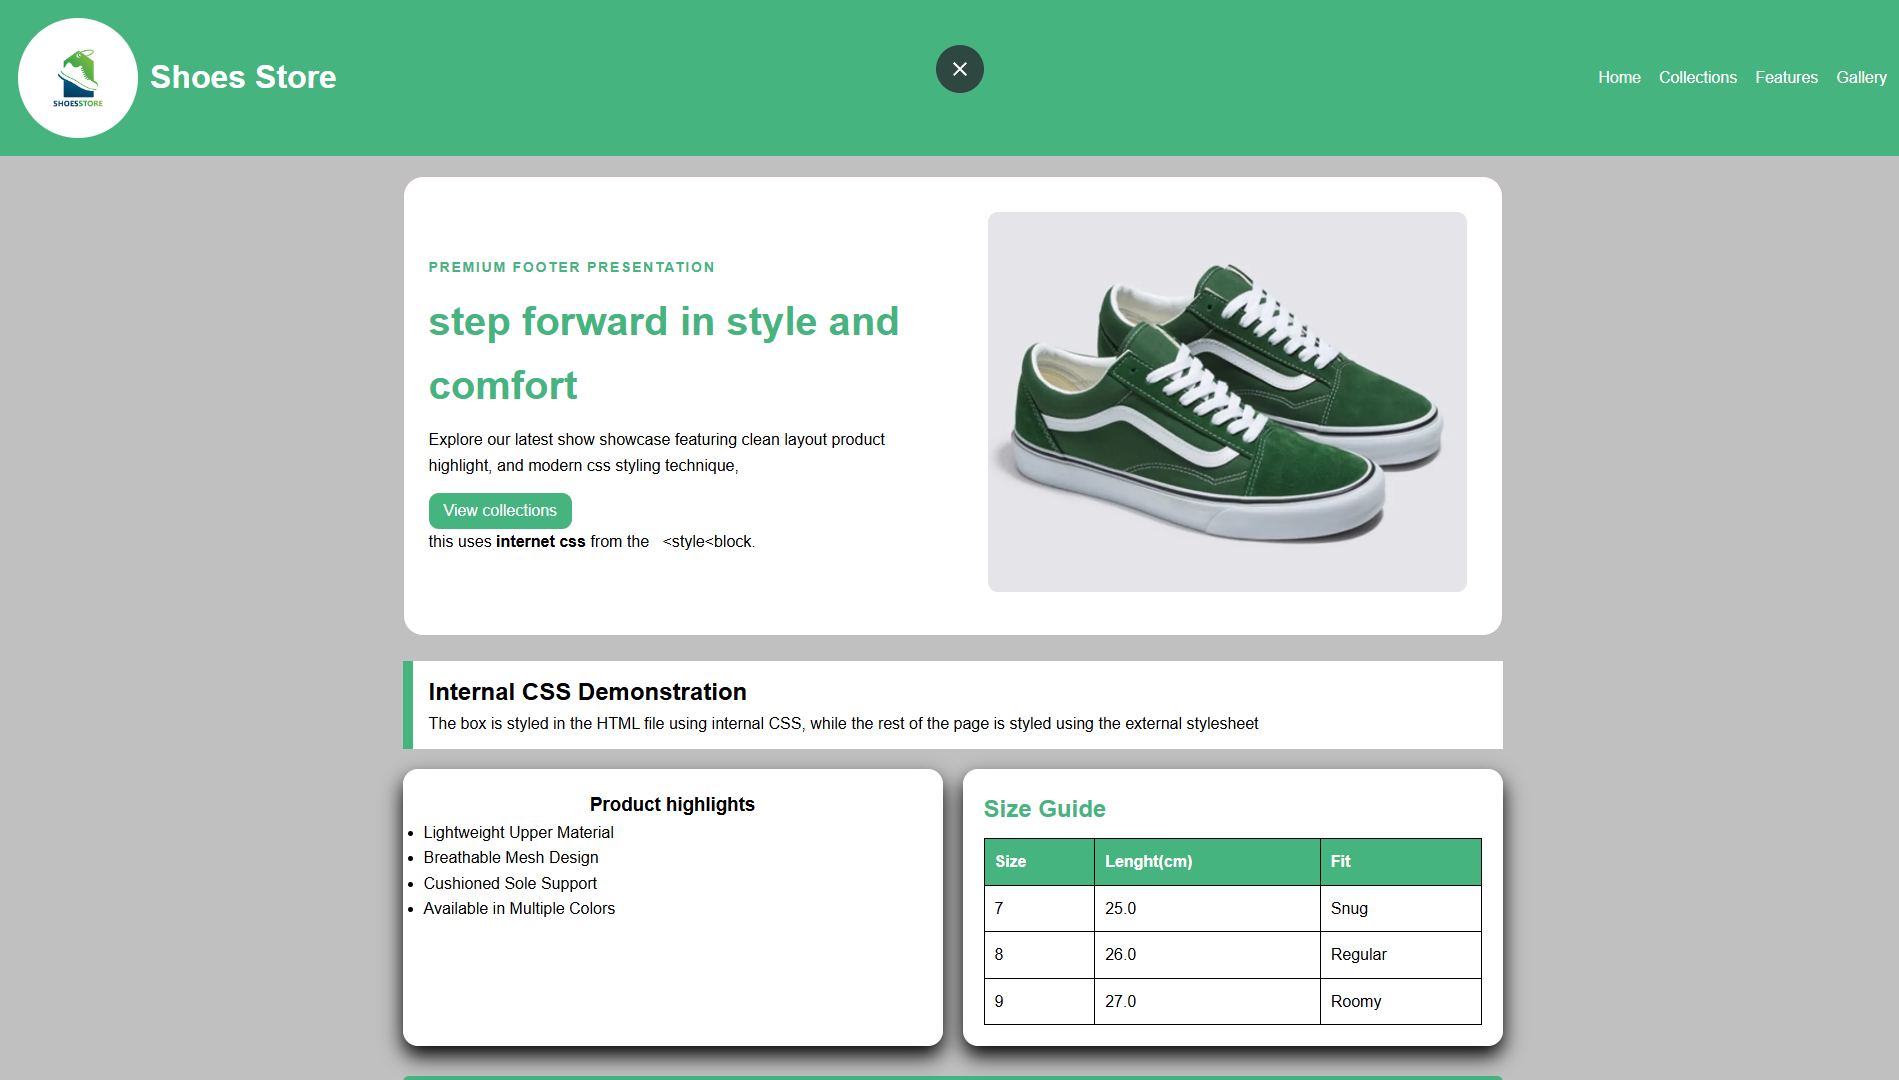 SHOESSTORE
Shoes Store
Home Collections Features Gallery
PREMIUM FOOTER PRESENTATION
step forward in style and
comfort
Explore our latest show showcase featuring clean layout product
highlight, and modern css styling technique,
View collections
this uses internet css from the <style<block.
Internal CSS Demonstration
The box is styled in the HTML file using internal CSS, while the rest of the page is styled using the external stylesheet
Product highlights
Lightweight Upper Material
Breathable Mesh Design
Cushioned Sole Support
Available in Multiple Colors
Size Guide
Size Lenght(cm) Fit
7 25.0 Snug
8 26.0 Regular
9 27.0 Roomy